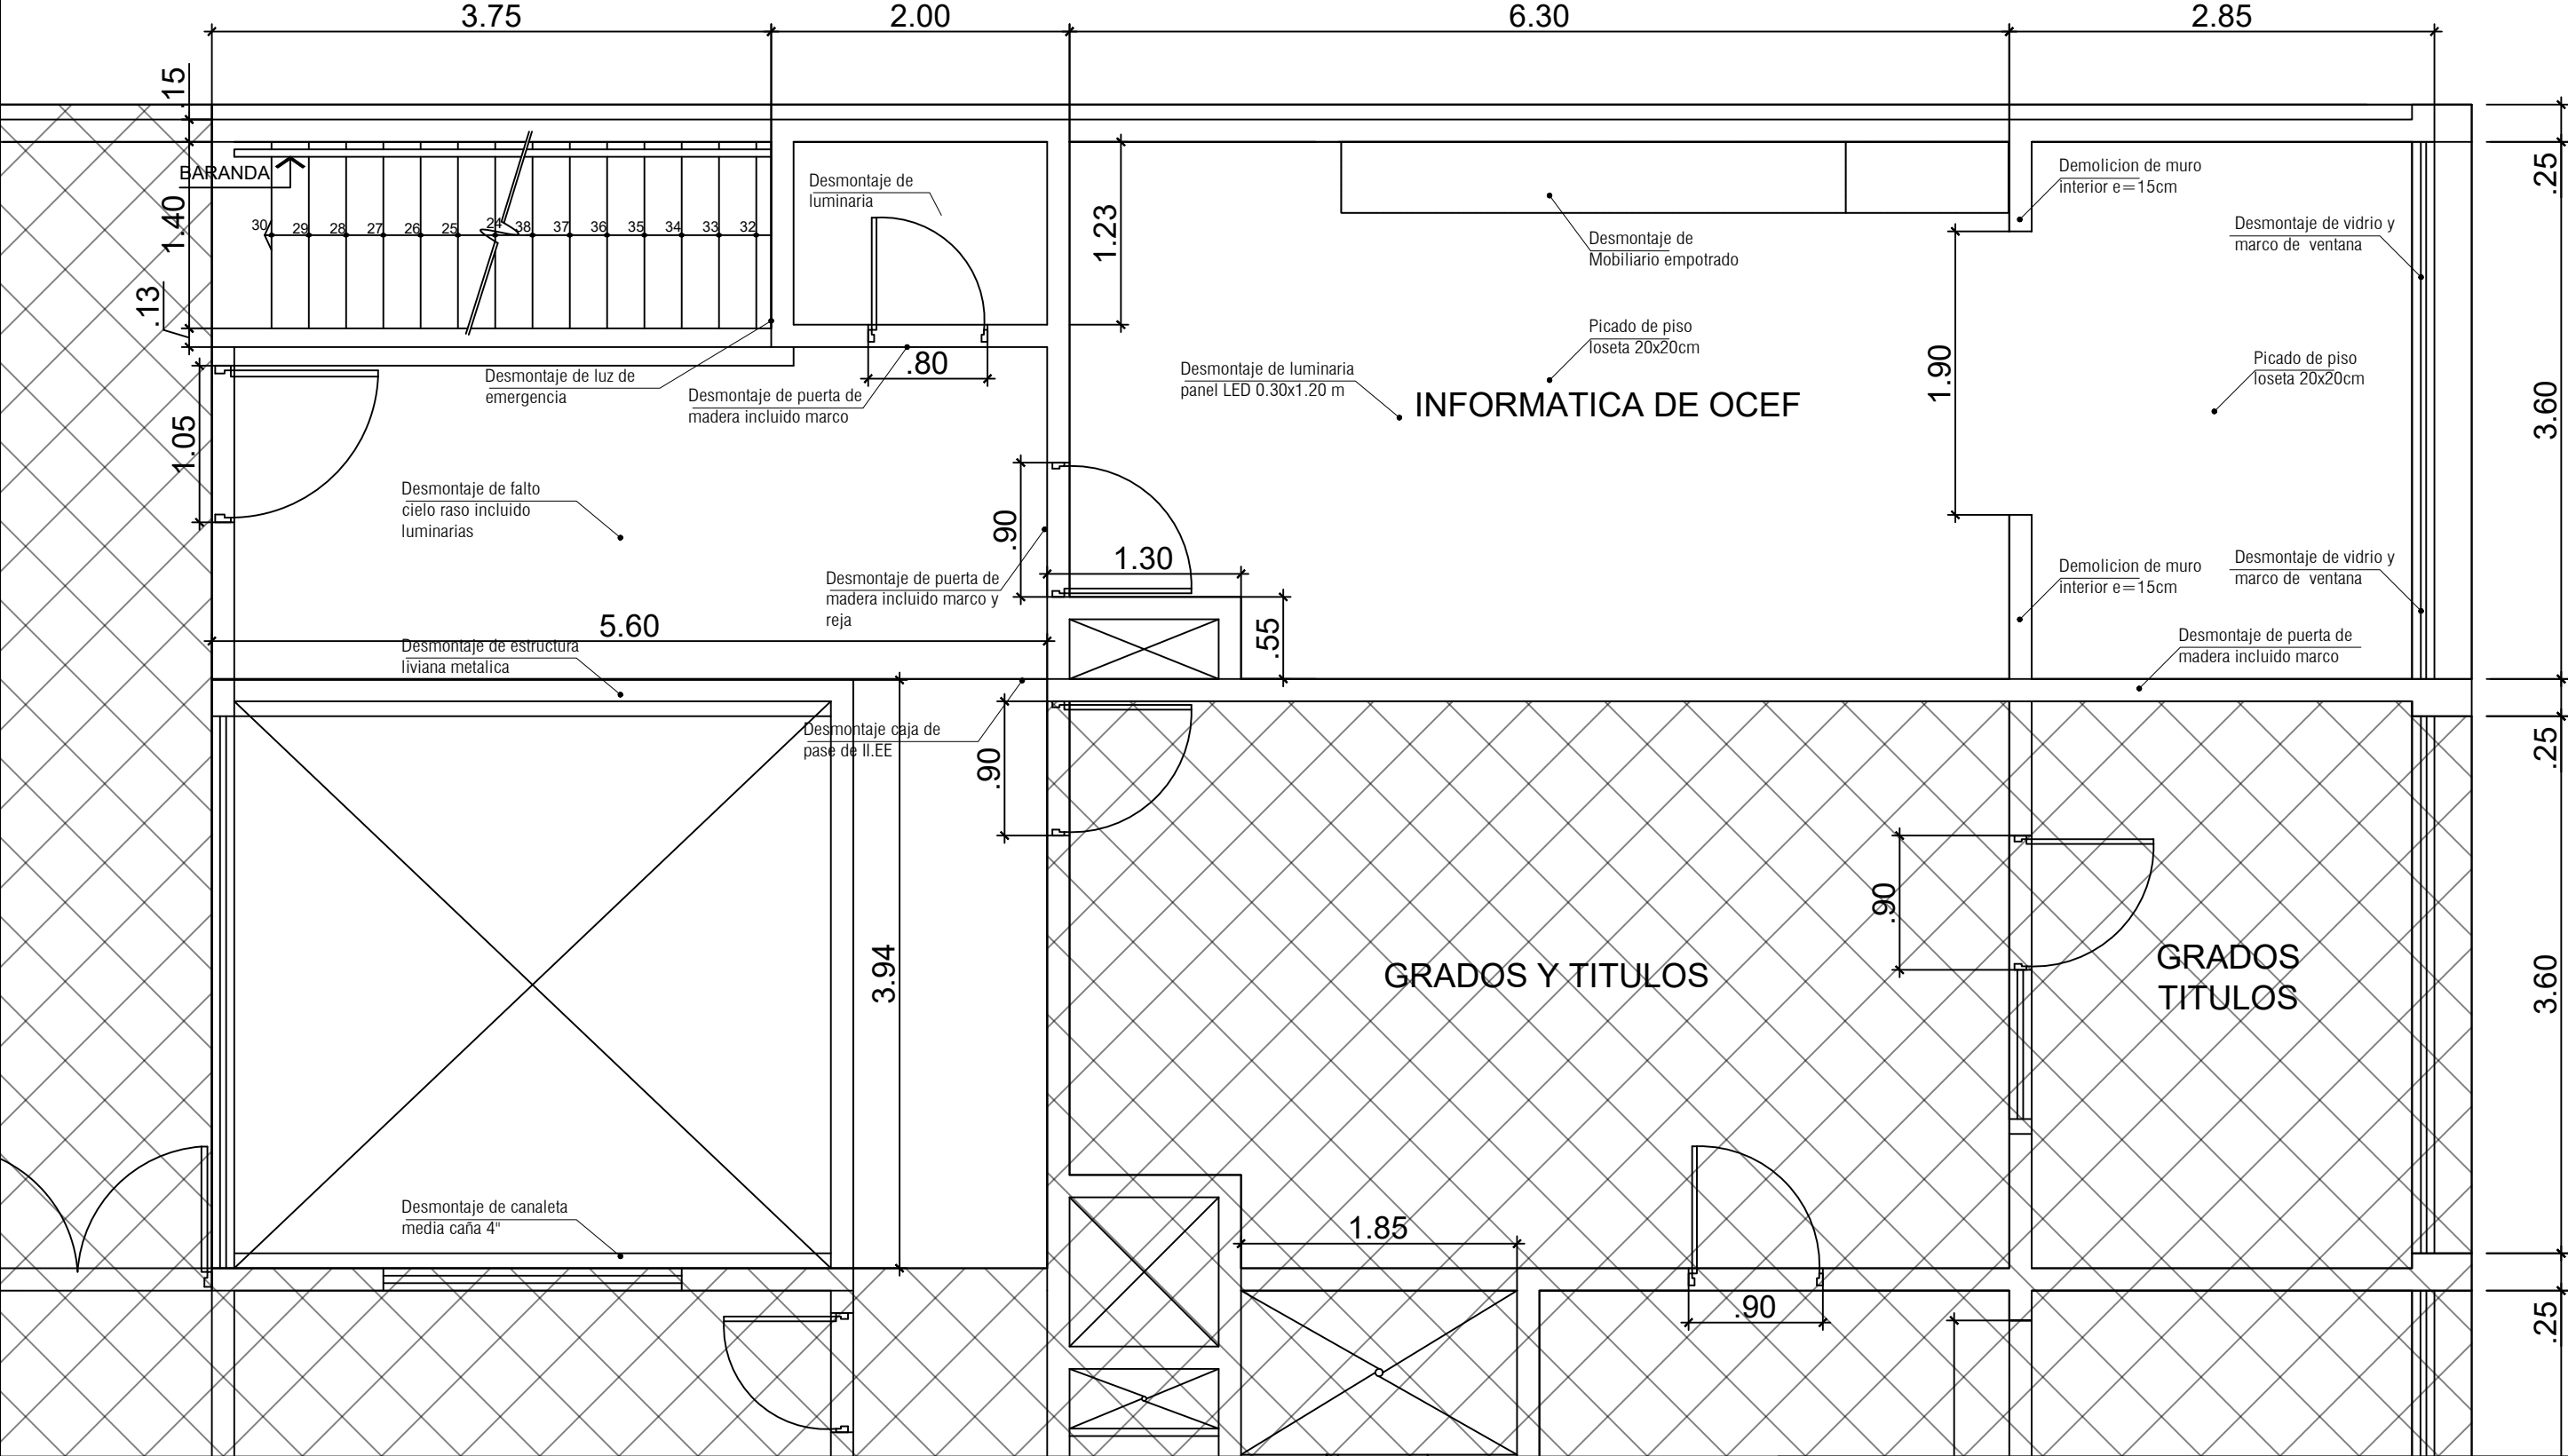 3.75
2.00
6.30
2.85
.15
BARANDA
1.40
.13
30
29
28
27
26
25
24
38
37
36
35
34
33
32
Desmontaje de
luminaria
1.23
Demolicion de muro
interior e=15cm
.25
Desmontaje de vidrio y
marco de ventana
Desmontaje de
Mobiliario empotrado
Picado de piso
loseta 20x20cm
Picado de piso
loseta 20x20cm
1.90
3.60
.80
Desmontaje de luz de
emergencia
Desmontaje de puerta de
madera incluido marco
Desmontaje de luminaria
panel LED 0.30x1.20 m
INFORMATICA DE OCEF
1.05
Desmontaje de falto
cielo raso incluido
luminarias
.90
1.30
Desmontaje de puerta de
madera incluido marco y
reja
Demolicion de muro
interior e=15cm
Desmontaje de vidrio y
marco de ventana
.55
5.60
Desmontaje de estructura
liviana metalica
Desmontaje de puerta de
madera incluido marco
Desmontaje caja de
pase de II.EE
.90
.25
3.94
.90
GRADOS Y TITULOS
GRADOS
TITULOS
3.60
Desmontaje de canaleta
media caña 4"
1.85
.90
.25